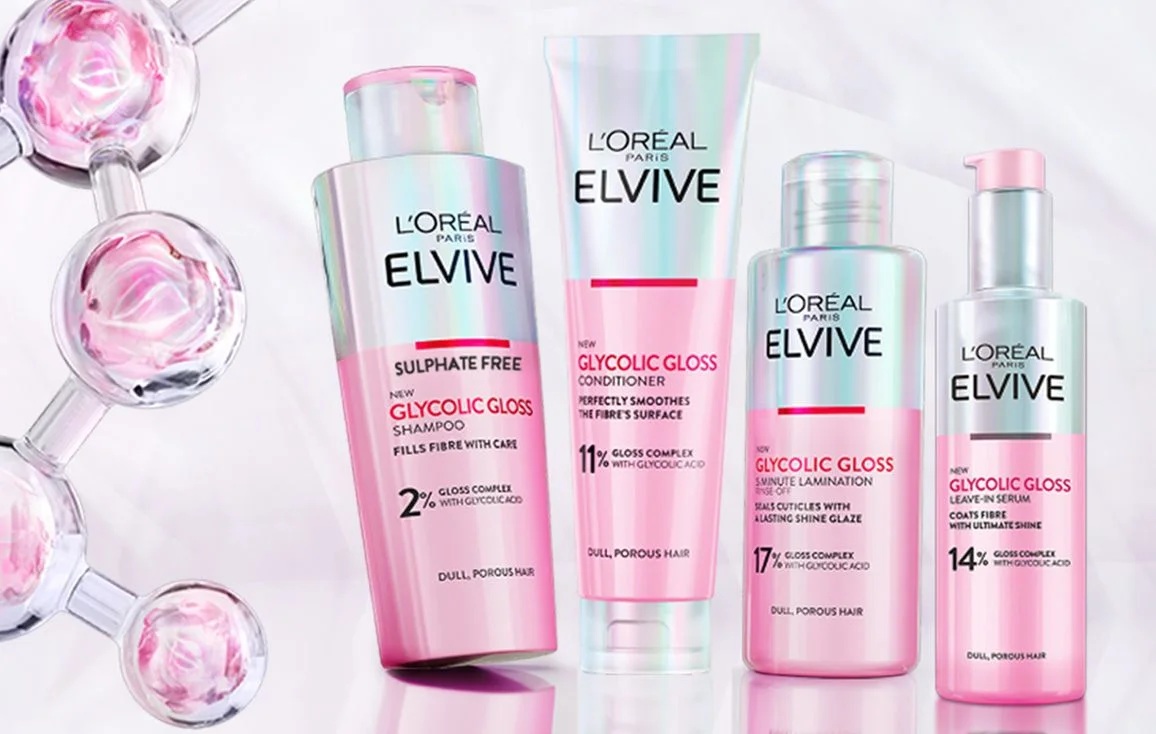 L'ORÉAL
PARiS
ELVIVE
SULPHATE FREE
NEW
GLYCOLIC GLOSS
SHAMPOO
FILLS FIBRE WITH CARE
2% GLOSS COMPLEX
WITH GLYCOLIC ACID
DULL, POROUS HAIR
L'ORÉAL
PARiS
ELVIVE
NEW
GLYCOLIC GLOSS
CONDITIONER
PERFECTLY SMOOTHES
THE FIBRE'S SURFACE
11% GLOSS COMPLEX
WITH GLYCOLIC ACID
DULL, POROUS HAIR
L'ORÉAL
PARiS
ELVIVE
NEW
GLYCOLIC GLOSS
5-MINUTE LAMINATION
RINSE-OFF
SEALS CUTICLES WITH
A LASTING SHINE GLAZE
17% GLOSS COMPLEX
WITH GLYCOLIC ACID
DULL, POROUS HAIR
L'ORÉAL
PARiS
ELVIVE
NEW
GLYCOLIC GLOSS
LEAVE-IN SERUM
COATS FIBRE
WITH ULTIMATE SHINE
14% GLOSS COMPLEX
WITH GLYCOLIC ACID
DULL, POROUS HAIR